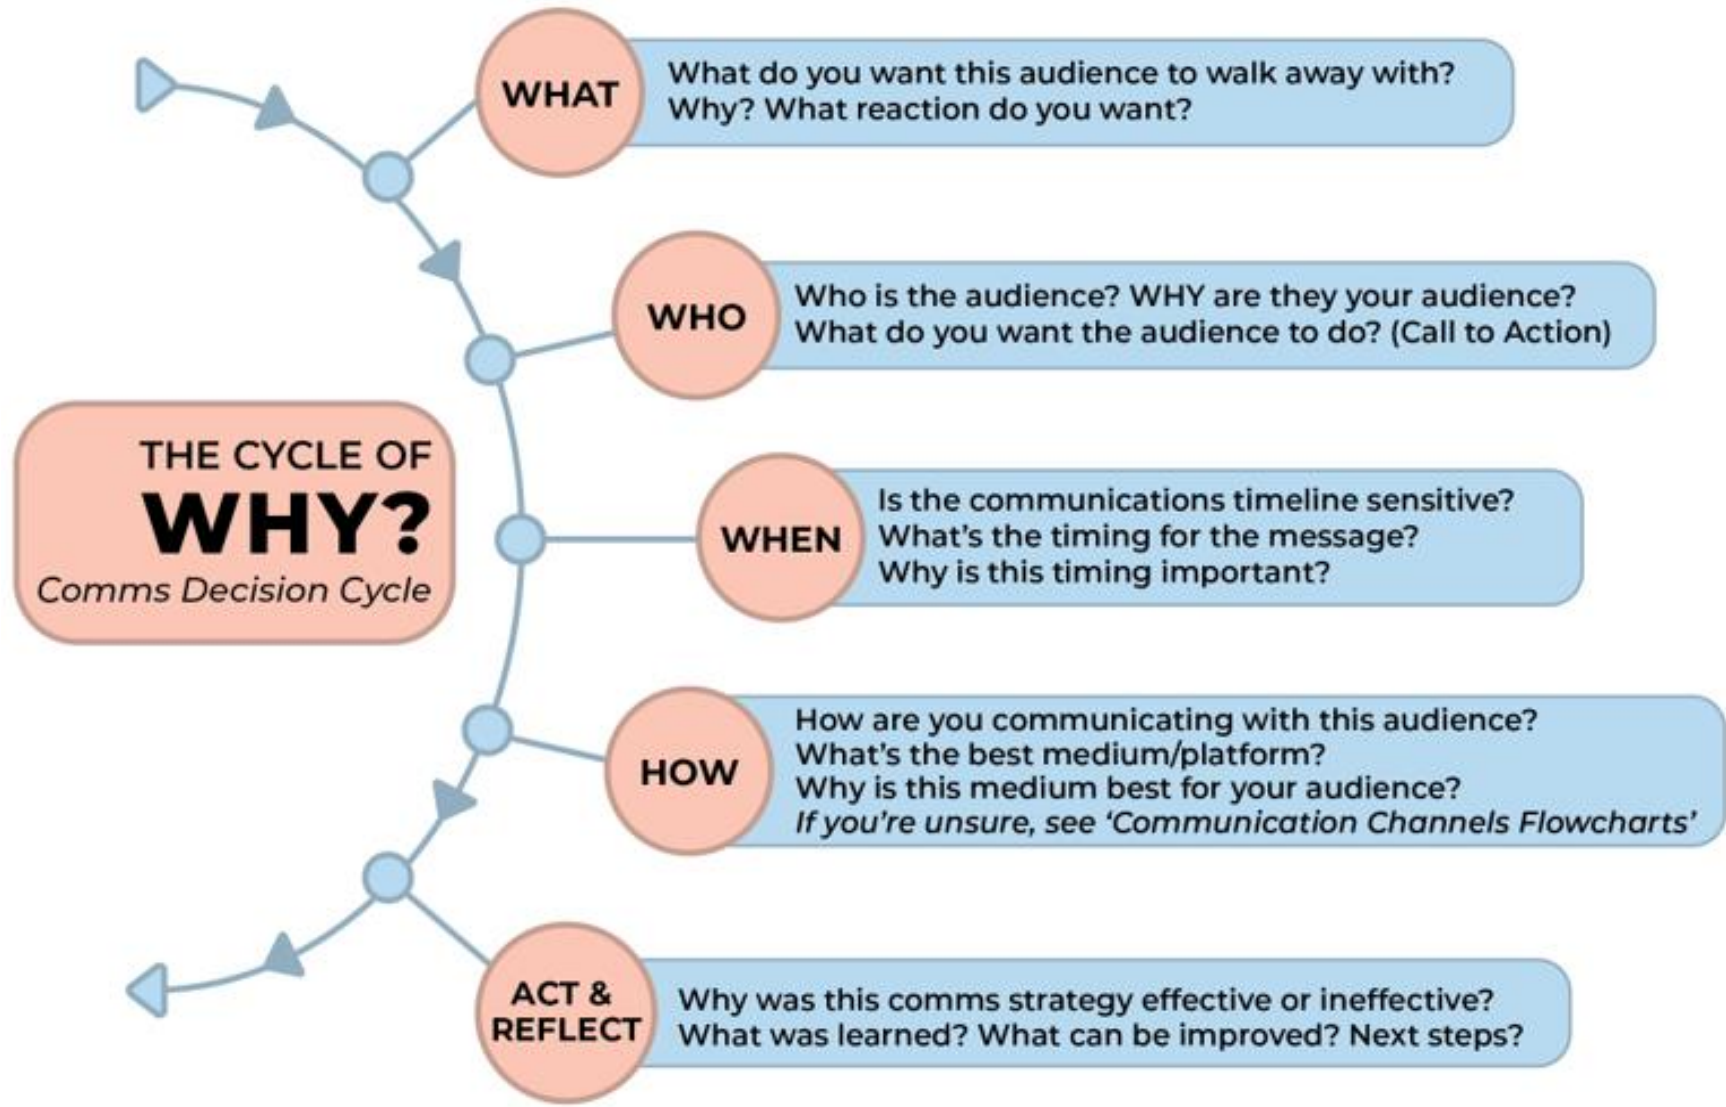 WHAT
What do you want this audience to walk away with?
Why? What reaction do you want?
WHO
Who is the audience? WHY are they your audience?
What do you want the audience to do? (Call to Action)
THE CYCLE OF
WHY?
Comms Decision Cycle
WHEN
Is the communications timeline sensitive?
What's the timing for the message?
Why is this timing important?
HOW
How are you communicating with this audience?
What's the best medium/platform?
Why is this medium best for your audience?
If you're unsure, see ‘Communication Channels Flowcharts’
ACT &
REFLECT
Why was this comms strategy effective or ineffective?
What was learned? What can be improved? Next steps?